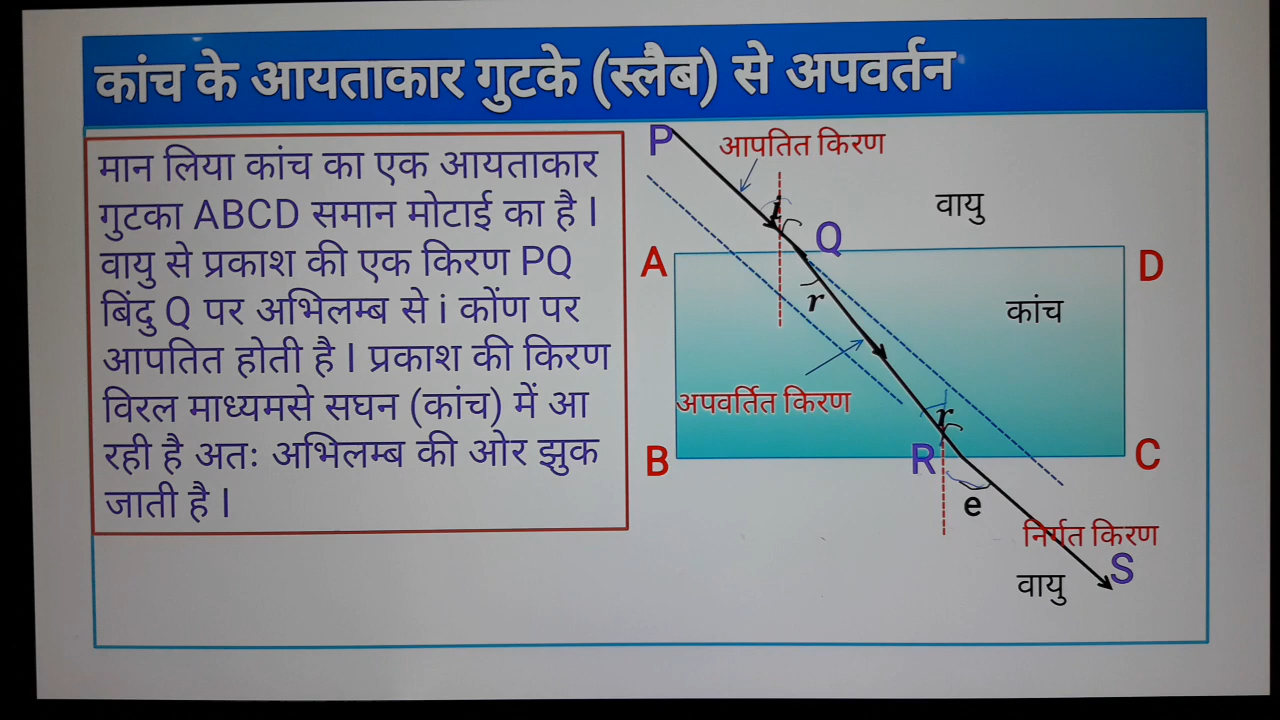 कांच के आयताकार गुटके (स्लैब) से अपवर्तन
मान लिया कांच का एक आयताकार
गुटका ABCD समान मोटाई का है l
वायु से प्रकाश की एक किरण PQ
बिंदु Q पर अभिलम्ब से i कोंण पर
आपतित होती है l प्रकाश की किरण
विरल माध्यमसे सघन (कांच) में आ
रही है अतः अभिलम्ब की ओर झुक
जाती है l
P
आपतित किरण
i
वायु
Q
A
D
r
कांच
अपवर्तित किरण
r
B
R
C
e
निर्गत किरण
S
वायु